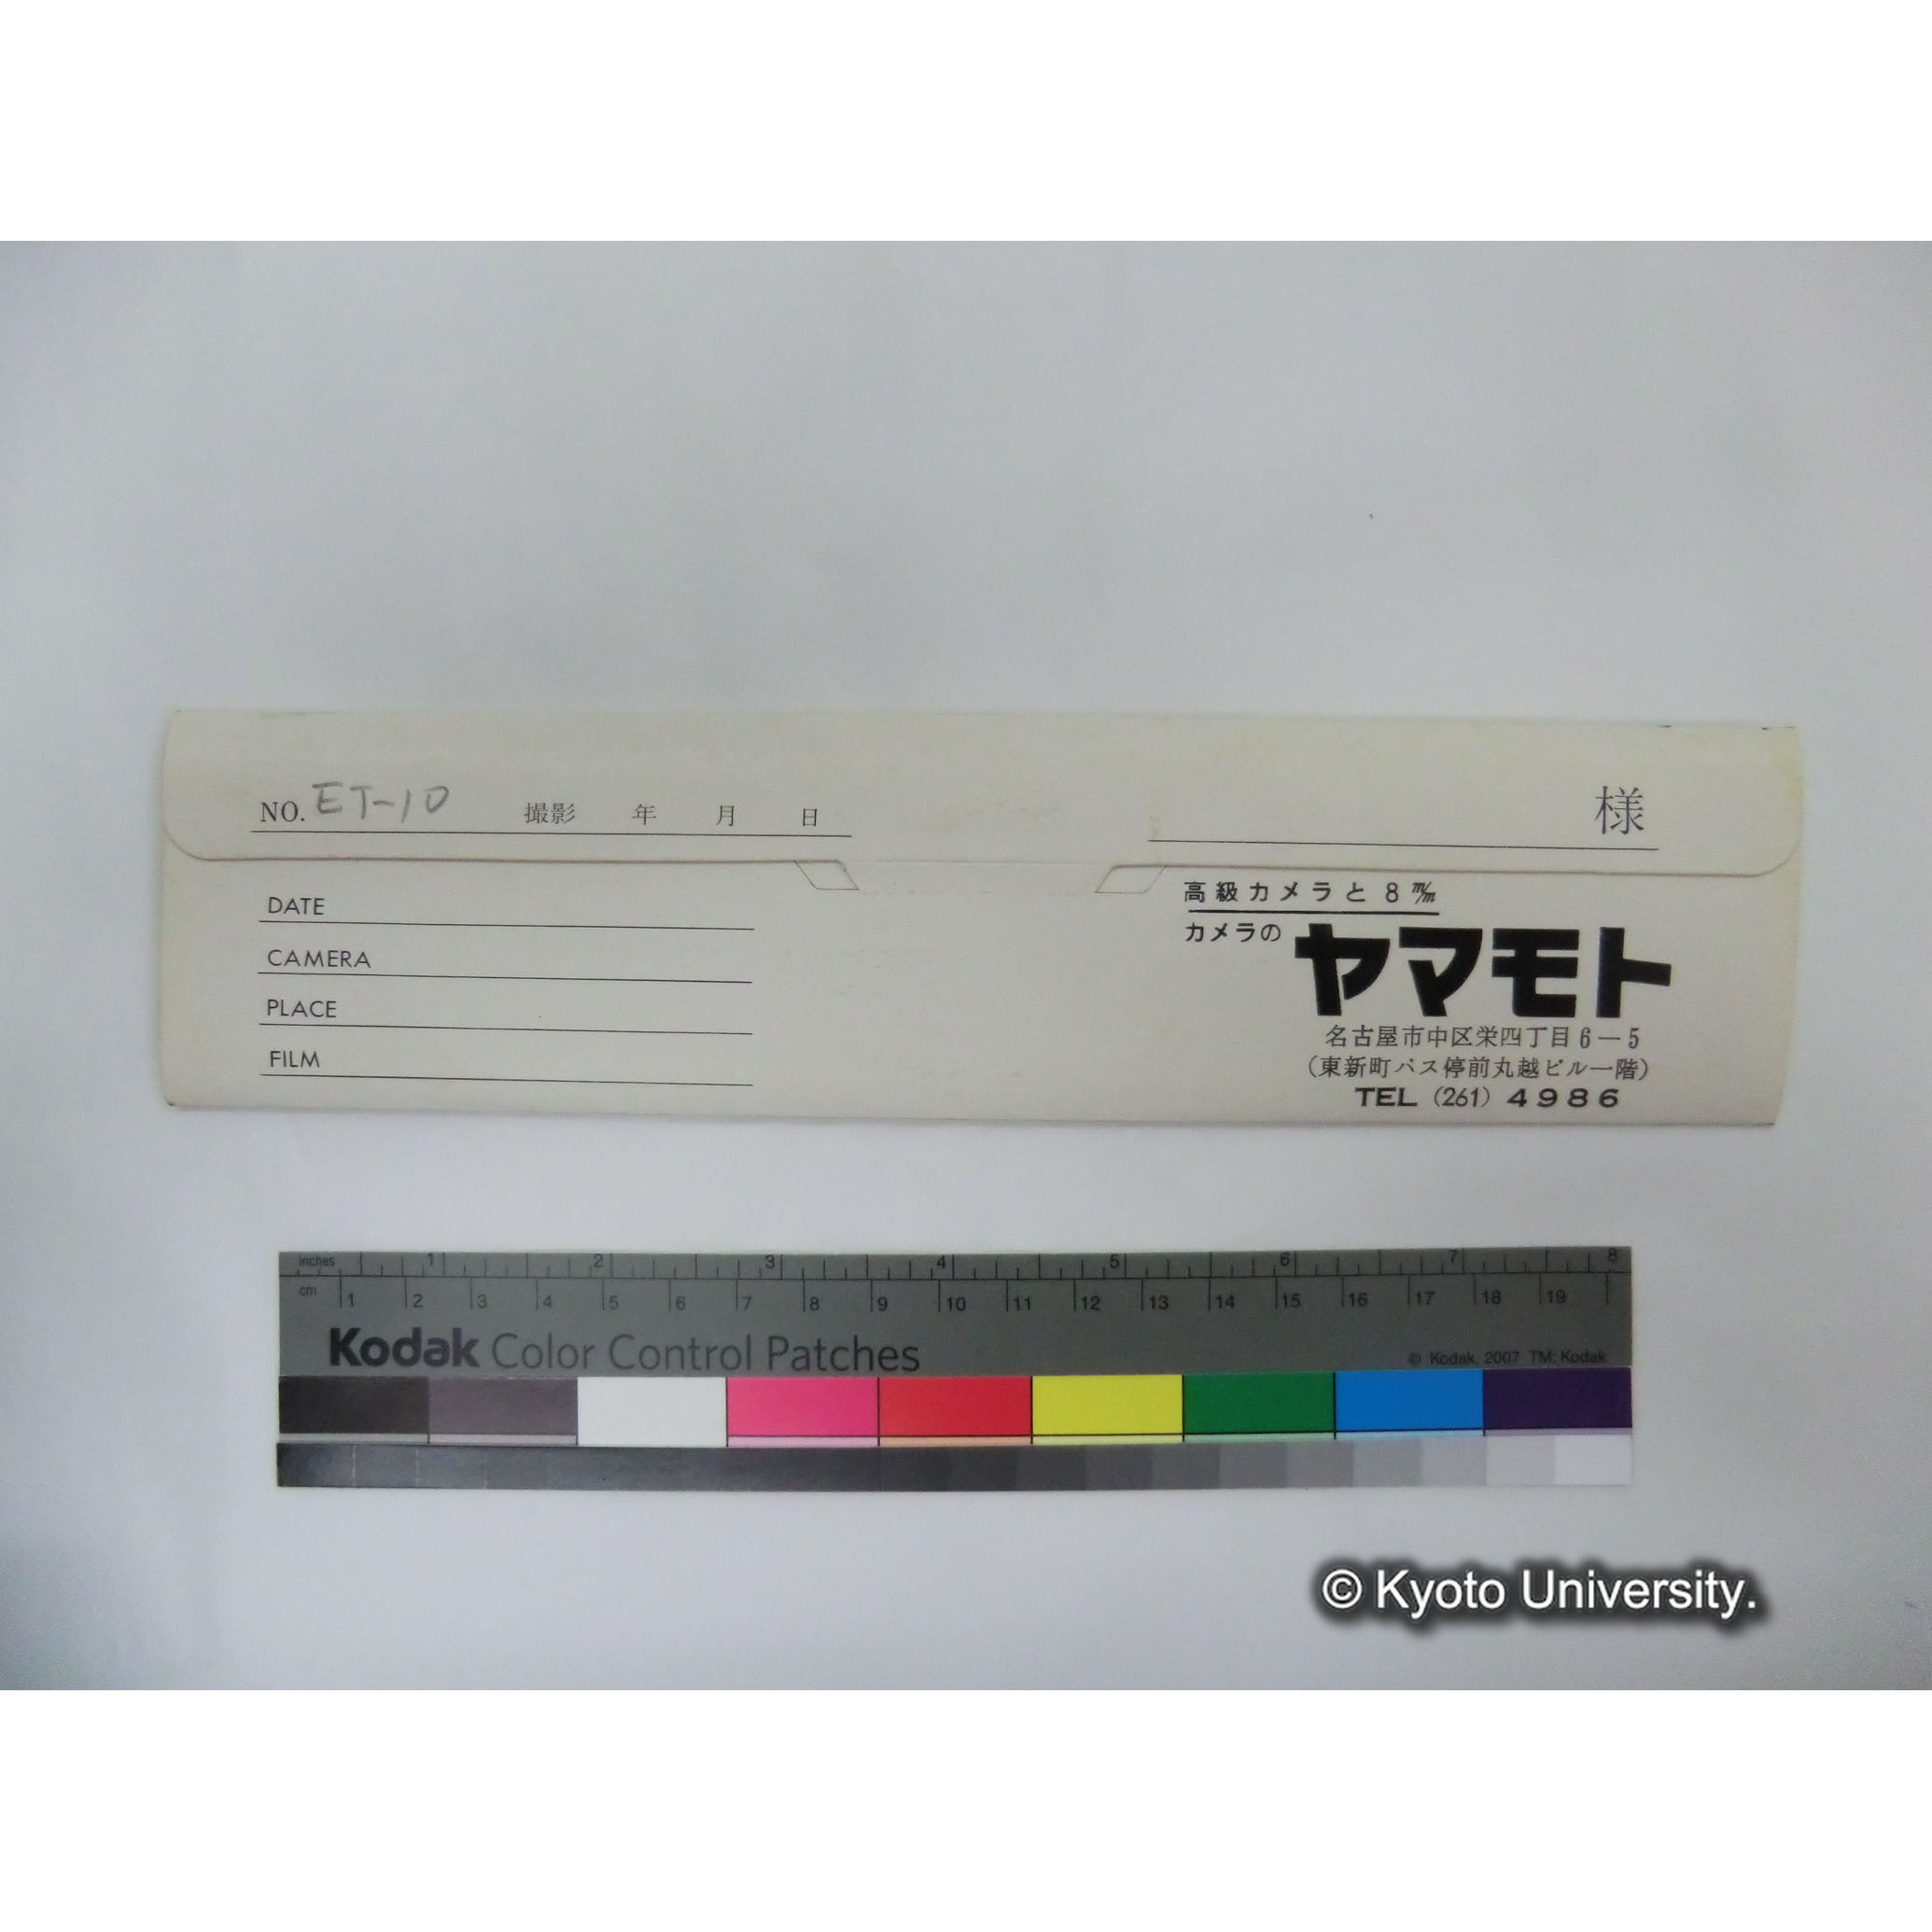 NO. ET-10 撮影 年 月 日
様
DATE
CAMERA
PLACE
FILM
高級カメラと8m/m
カメラのヤマモト
名古屋市中区栄四丁目6-5
(東新町バス停前丸越ビル一階)
TEL (261) 4986
inches 1 2 3 4 5 6 7 8
cm 1 2 3 4 5 6 7 8 9 10 11 12 13 14 15 16 17 18 19
Kodak Color Control Patches
© Kodak, 2007 TM: Kodak
© Kyoto University.